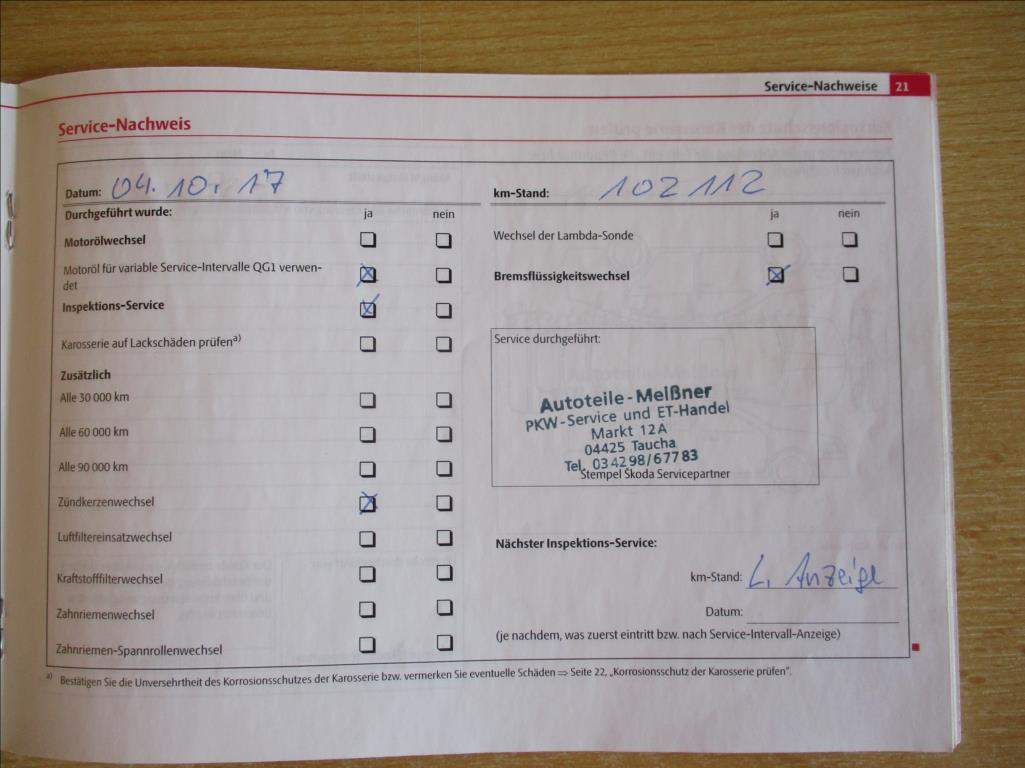 Service-Nachweise 21
Service-Nachweis
Datum: 04. 10. 17
km-Stand: 102 112
Durchgeführt wurde: ja nein
ja nein
Motorölwechsel
Wechsel der Lambda-Sonde
Motoröl für variable Service-Intervalle QG1 verwen-
det
Bremsflüssigkeitswechsel
Inspektions-Service
Karosserie auf Lackschäden prüfen a)
Zusätzlich
Alle 30 000 km
Alle 60 000 km
Alle 90 000 km
Zündkerzenwechsel
Luftfiltereinsatzwechsel
Kraftstofffilterwechsel
Zahnriemenwechsel
Zahnriemen-Spannrollenwechsel
Service durchgeführt:
Autoteile - Meißner
PKW-Service und ET-Handel
Markt 12A
04425 Taucha
Tel. 034298/67783
Stempel Škoda Servicepartner
Nächster Inspektions-Service:
km-Stand: L. Anzeige
Datum:
(je nachdem, was zuerst eintritt bzw. nach Service-Intervall-Anzeige)
a) Bestätigen Sie die Unversehrtheit des Korrosionsschutzes der Karosserie bzw. vermerken Sie eventuelle Schäden ⇒ Seite 22, „Korrosionsschutz der Karosserie prüfen“.